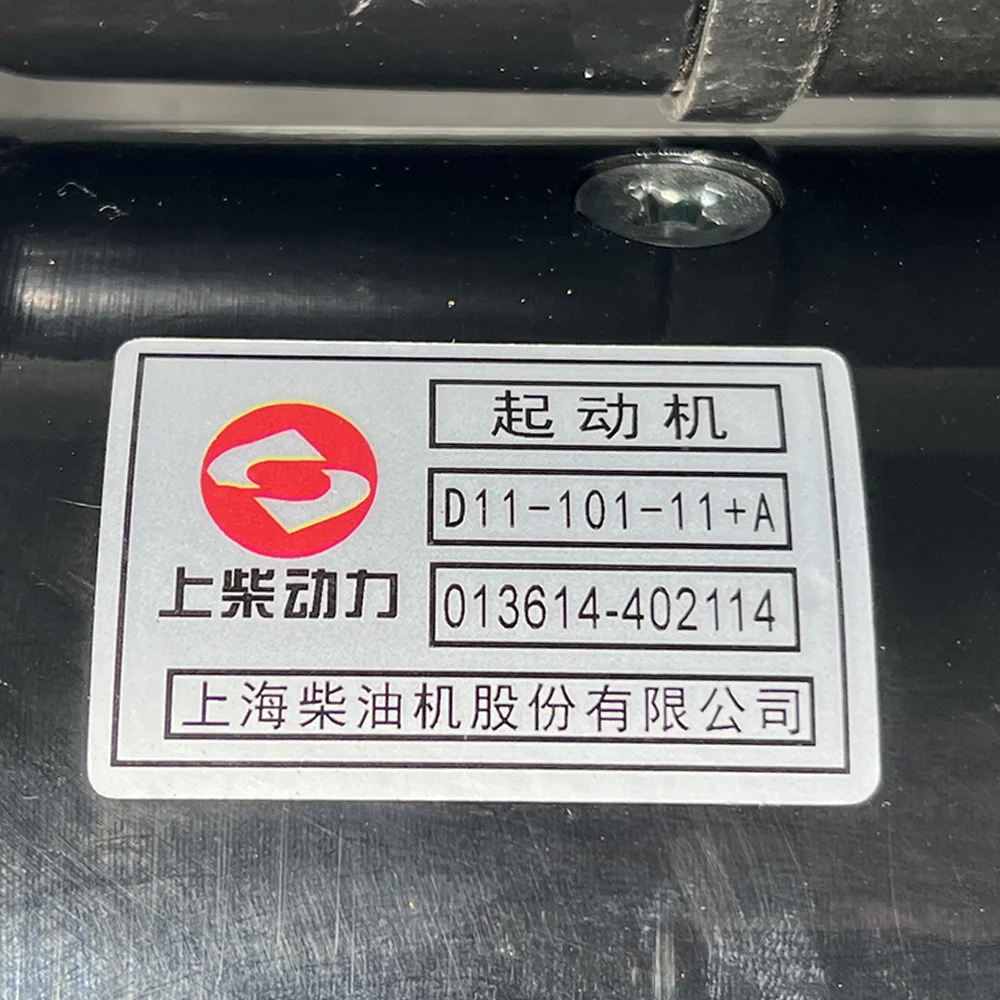 起动机
D11-101-11+A
上柴动力
013614-402114
上海柴油机股份有限公司